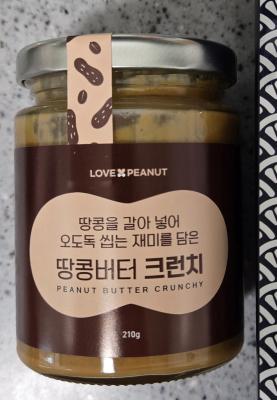 LOVE PEANUT
땅콩을 갈아 넣어
오도독 씹는 재미를 담은
땅콩버터 크런치
PEANUT BUTTER CRUNCHY
210g